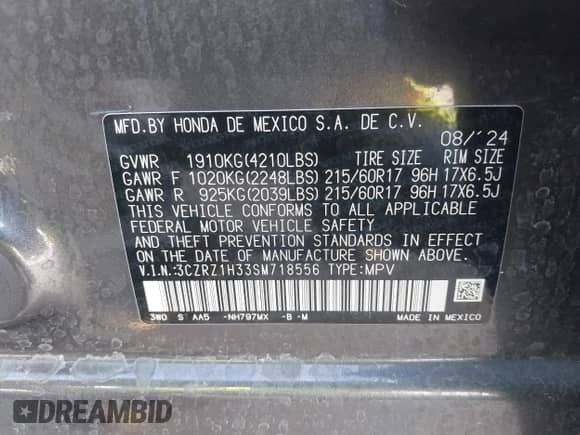 MFD.BY HONDA DE MEXICO S.A. DE C.V.
08/'24
GVWR 1910KG(4210LBS) TIRE SIZE RIM SIZE
GAWR F 1020KG(2248LBS) 215/60R17 96H 17X6.5J
GAWR R 925KG(2039LBS) 215/60R17 96H 17X6.5J
THIS VEHICLE CONFORMS TO ALL APPLICABLE
FEDERAL MOTOR VEHICLE SAFETY
AND THEFT PREVENTION STANDARDS IN EFFECT
ON THE DATE OF MANUFACTURE SHOWN ABOVE.
V.I.N.:3CZRZ1H33SM718556 TYPE:MPV
3W0 S AA5 -NH797MX -B -M MADE IN MEXICO
DREAMBID